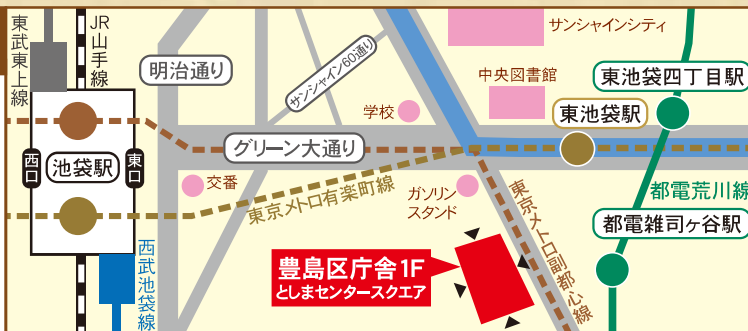 東武東上線
JR
山手線
明治通り
サンシャイン60通り
サンシャインシティ
中央図書館
東池袋四丁目駅
学校
東池袋駅
グリーン大通り
西口
池袋駅
東口
交番
東京メトロ有楽町線
ガソリン
スタンド
東京メトロ副都心線
都電荒川線
都電雑司ヶ谷駅
西武池袋線
豊島区庁舎1F
としまセンタースクエア